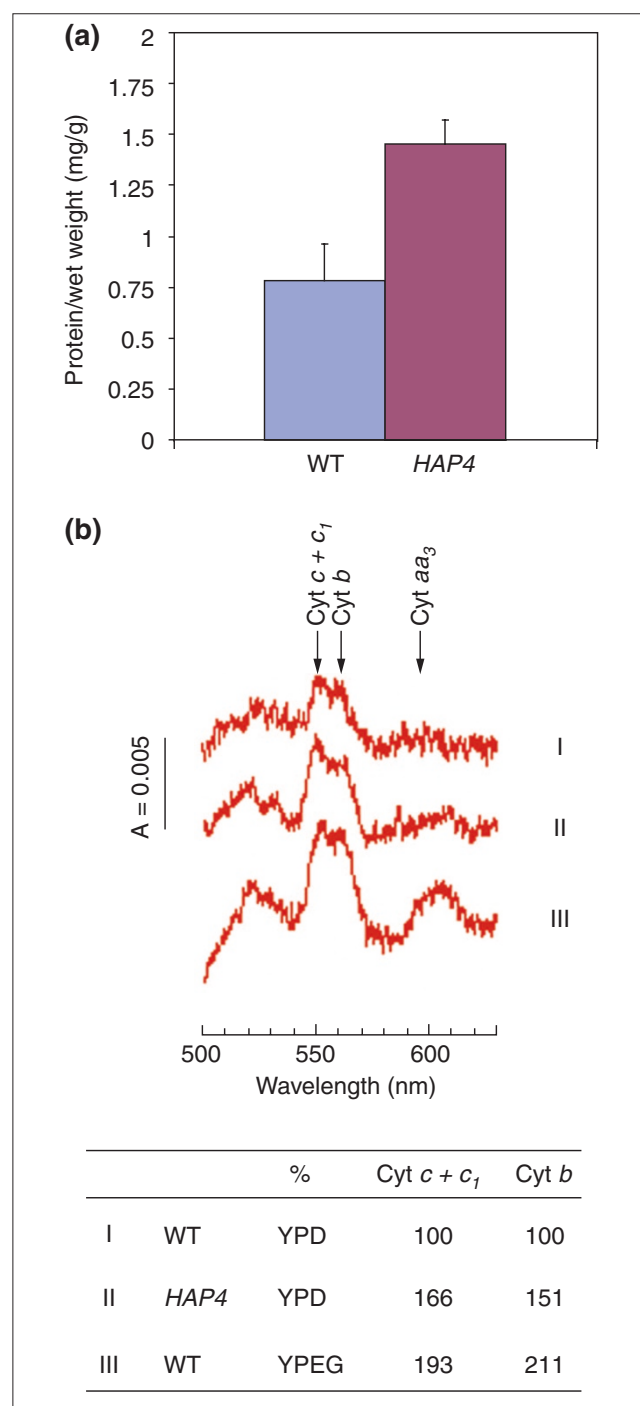 (a)
2
1.75
1.5
1.25
1
0.75
0.5
0.25
0
Protein/wet weight (mg/g)
WT HAP4
(b)
Cyt c + c1
Cyt b
Cyt aa3
A = 0.005
I
II
III
500 550 600
Wavelength (nm)
% Cyt c + c1 Cyt b
I WT YPD 100 100
II HAP4 YPD 166 151
III WT YPEG 193 211